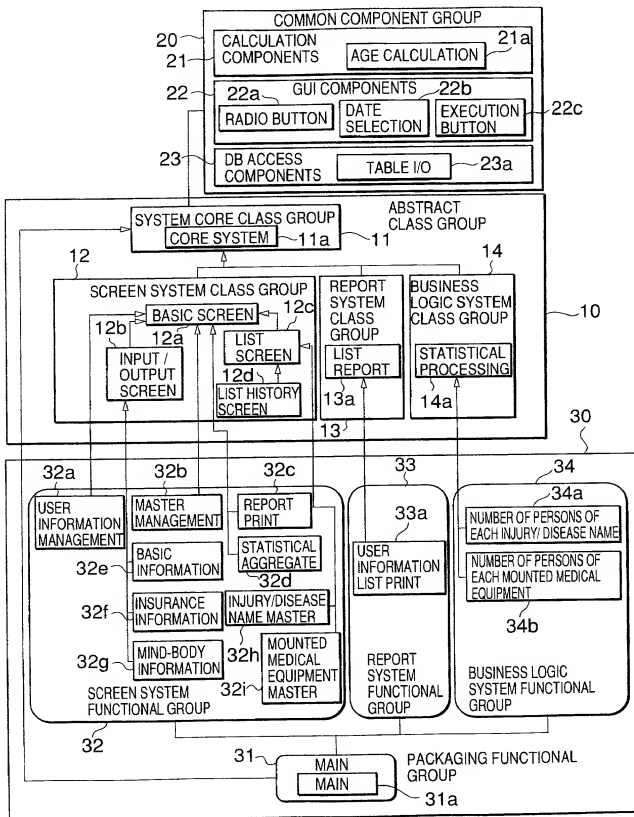 COMMON COMPONENT GROUP
20
21
CALCULATION
COMPONENTS
21a
AGE CALCULATION
22
GUI COMPONENTS
22a
22b
22c
RADIO BUTTON
DATE
SELECTION
EXECUTION
BUTTON
23
DB ACCESS
COMPONENTS
TABLE I/O
23a
SYSTEM CORE CLASS GROUP
CORE SYSTEM
11a
11
ABSTRACT
CLASS GROUP
10
12
SCREEN SYSTEM CLASS GROUP
BASIC SCREEN
12a
12b
INPUT /
OUTPUT
SCREEN
12c
LIST
SCREEN
12d
LIST HISTORY
SCREEN
REPORT
SYSTEM
CLASS
GROUP
LIST
REPORT
13a
13
14
BUSINESS
LOGIC SYSTEM
CLASS GROUP
STATISTICAL
PROCESSING
14a
30
32a
USER
INFORMATION
MANAGEMENT
32b
MASTER
MANAGEMENT
32c
REPORT
PRINT
32e
BASIC
INFORMATION
STATISTICAL
AGGREGATE
32d
32f
INSURANCE
INFORMATION
INJURY/DISEASE
NAME MASTER
32h
32g
MIND-BODY
INFORMATION
MOUNTED
MEDICAL
EQUIPMENT
MASTER
32i
SCREEN SYSTEM
FUNCTIONAL GROUP
32
33
33a
USER
INFORMATION
LIST PRINT
REPORT
SYSTEM
FUNCTIONAL
GROUP
34
34a
NUMBER OF PERSONS OF
EACH INJURY/ DISEASE NAME
NUMBER OF PERSONS OF
EACH MOUNTED MEDICAL
EQUIPMENT
34b
BUSINESS LOGIC
SYSTEM FUNCTIONAL
GROUP
31
MAIN
MAIN
31a
PACKAGING FUNCTIONAL
GROUP